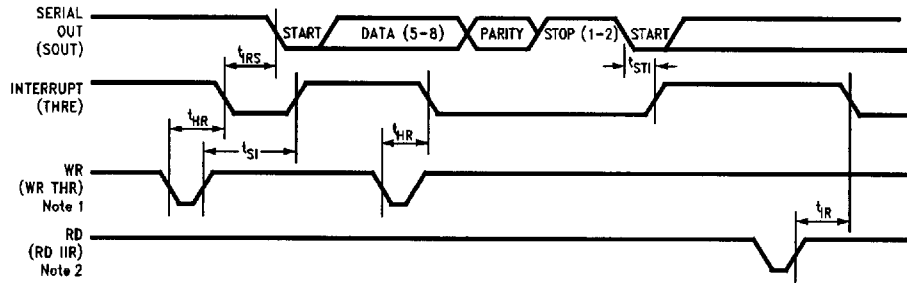 SERIAL
OUT
(SOUT)
START
DATA (5-8)
PARITY
STOP (1-2)
START
tIRS
tSTI
INTERRUPT
(THRE)
tHR
tSI
tHR
WR
(WR THR)
Note 1
tIR
RD
(RD IIR)
Note 2